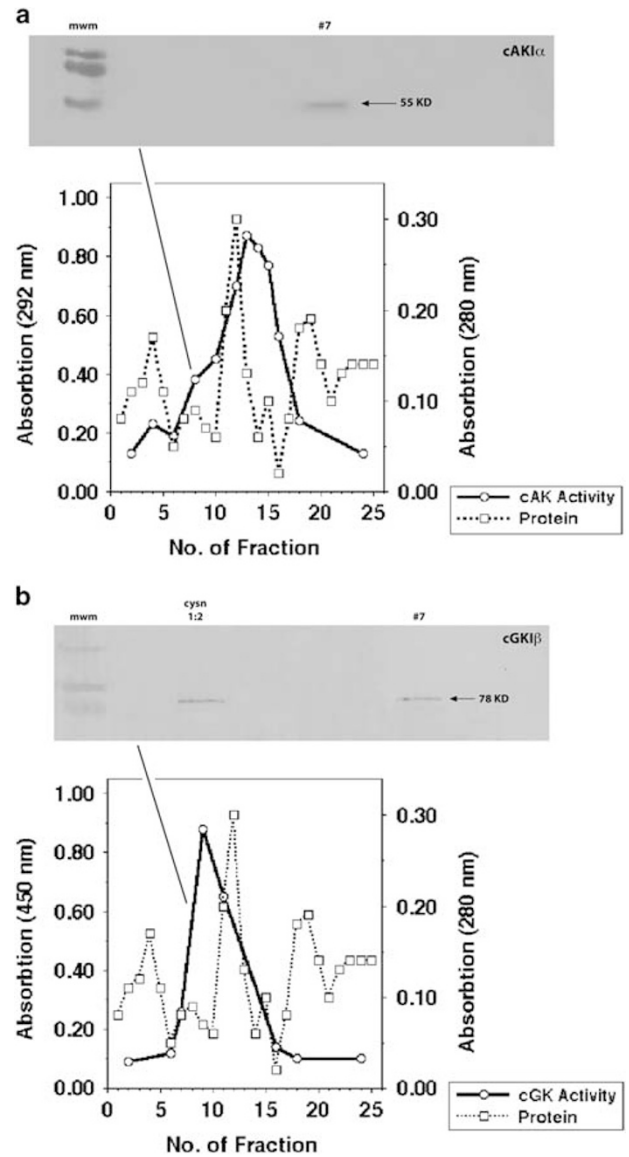 a
mwm #7
cAKIα
55 KD
1.00 0.80 0.60 0.40 0.20 0.00
Absorbtion (292 nm)
0.30 0.20 0.10 0.00
Absorbtion (280 nm)
0 5 10 15 20 25
No. of Fraction
cAK Activity
Protein
b
mwm cysn 1:2 #7
cGKIβ
78 KD
1.00 0.80 0.60 0.40 0.20 0.00
Absorbtion (450 nm)
0.30 0.20 0.10 0.00
Absorbtion (280 nm)
0 5 10 15 20 25
No. of Fraction
cGK Activity
Protein